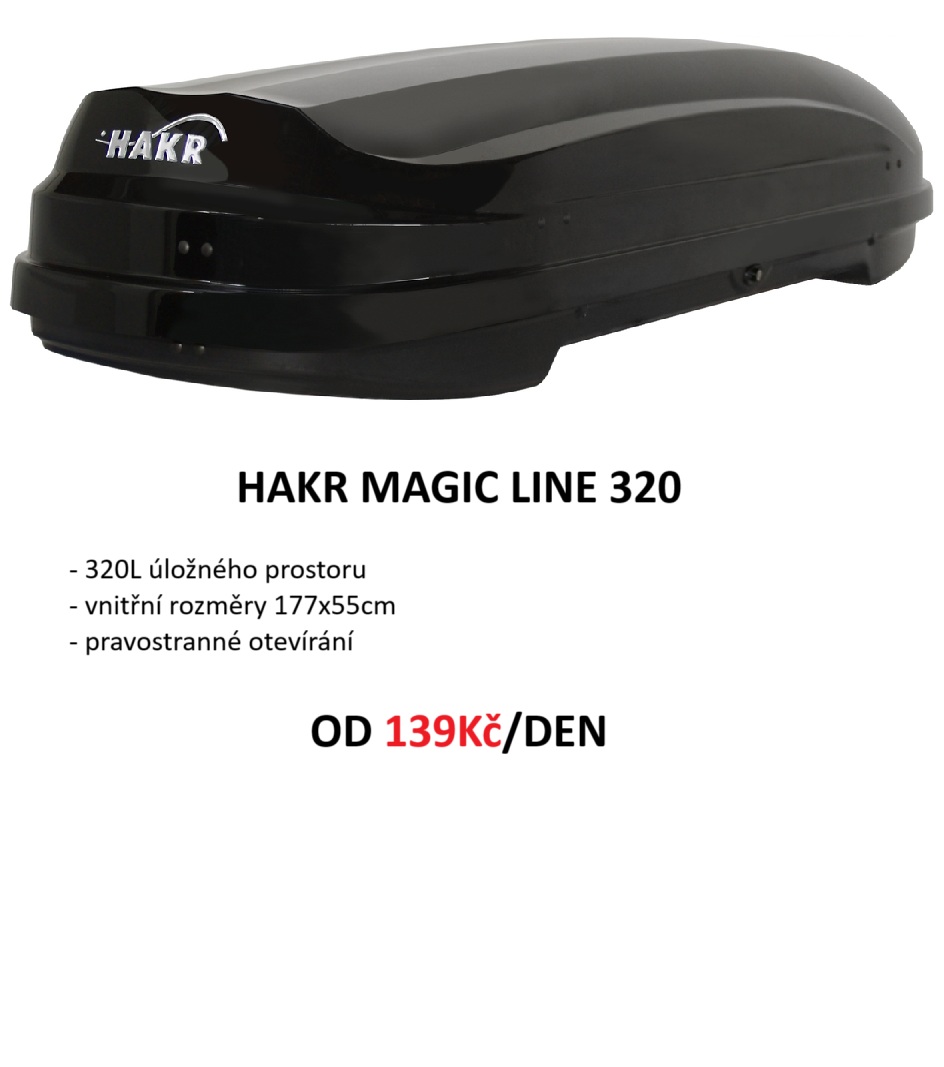 HAKR
HAKR MAGIC LINE 320
- 320L úložného prostoru
- vnitřní rozměry 177x55cm
- pravostranné otevírání
OD 139Kč/DEN